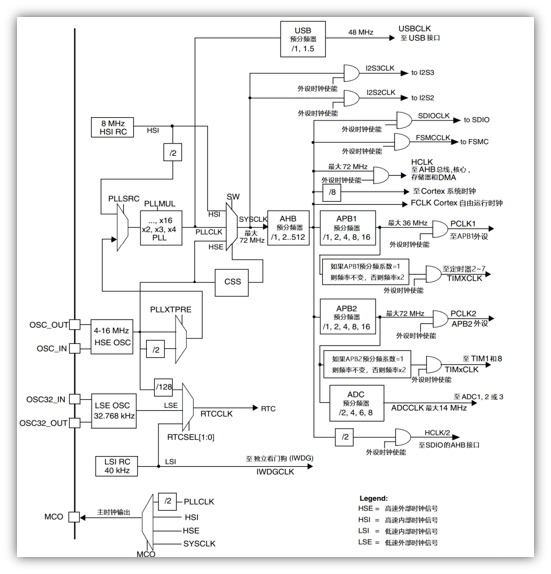 USB
预分频器
/1, 1.5
48 MHz
USBCLK
至 USB 接口
I2S3CLK
to I2S3
外设时钟使能
I2S2CLK
to I2S2
外设时钟使能
SDIOCLK
to SDIO
外设时钟使能
FSMCCLK
to FSMC
外设时钟使能
8 MHz
HSI RC
HSI
/2
最大 72 MHz
HCLK
至 AHB 总线、核心、
存储器和 DMA
外设时钟使能
/8
至 Cortex 系统时钟
FCLK Cortex 自由运行时钟
PLLSRC
PLLMUL
..., x16
x2, x3, x4
PLL
SW
HSI
PLLCLK
HSE
SYSCLK
最大
72 MHz
AHB
预分频器
/1, 2..512
APB1
预分频器
/1, 2, 4, 8, 16
最大 36 MHz
PCLK1
至APB1外设
外设时钟使能
CSS
如果APB1预分频系数=1
则频率不变，否则频率x2
至定时器2~7
TIMXCLK
外设时钟使能
OSC_OUT
OSC_IN
4-16 MHz
HSE OSC
PLLXTPRE
/2
APB2
预分频器
/1, 2, 4, 8, 16
最大72 MHz
PCLK2
APB2外设
外设时钟使能
如果APB2预分频系数=1
则频率不变，否则频率x2
至 TIM1 和 8
TIMxCLK
外设时钟使能
OSC32_IN
OSC32_OUT
LSE OSC
32.768 kHz
/128
LSE
RTCCLK
RTC
RTCSEL[1:0]
ADC
预分频器
/2, 4, 6, 8
至 ADC1, 2 或 3
ADCCLK 最大14 MHz
/2
HCLK/2
至SDIO的AHB接口
外设时钟使能
LSI RC
40 kHz
LSI
至 独立看门狗 (IWDG)
IWDGCLK
MCO
主时钟输出
/2
PLLCLK
HSI
HSE
SYSCLK
MCO
Legend:
HSE = 高速外部时钟信号
HSI = 高速内部时钟信号
LSI = 低速内部时钟信号
LSE = 低速外部时钟信号